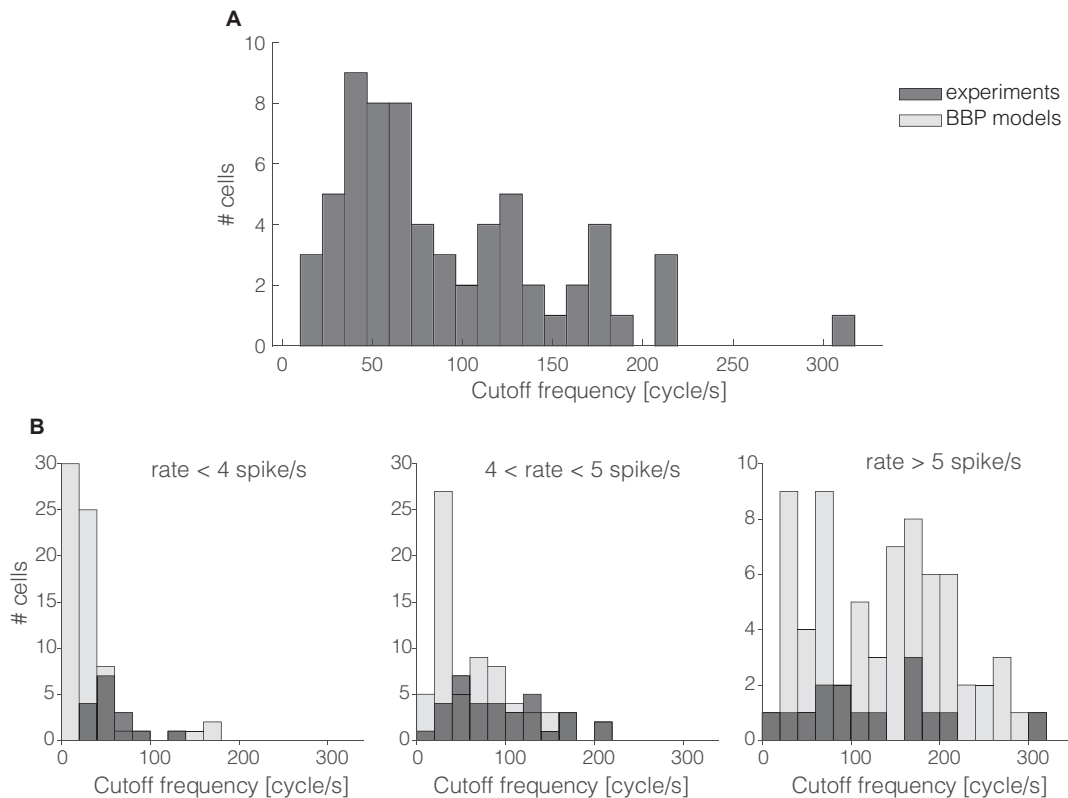 A
10
8
6
4
2
0
# cells
0 50 100 150 200 250 300
Cutoff frequency [cycle/s]
experiments
BBP models
B
rate < 4 spike/s
30
25
20
15
10
5
0
# cells
0 100 200 300
Cutoff frequency [cycle/s]
4 < rate < 5 spike/s
30
25
20
15
10
5
0
0 100 200 300
Cutoff frequency [cycle/s]
rate > 5 spike/s
10
8
6
4
2
0
0 100 200 300
Cutoff frequency [cycle/s]